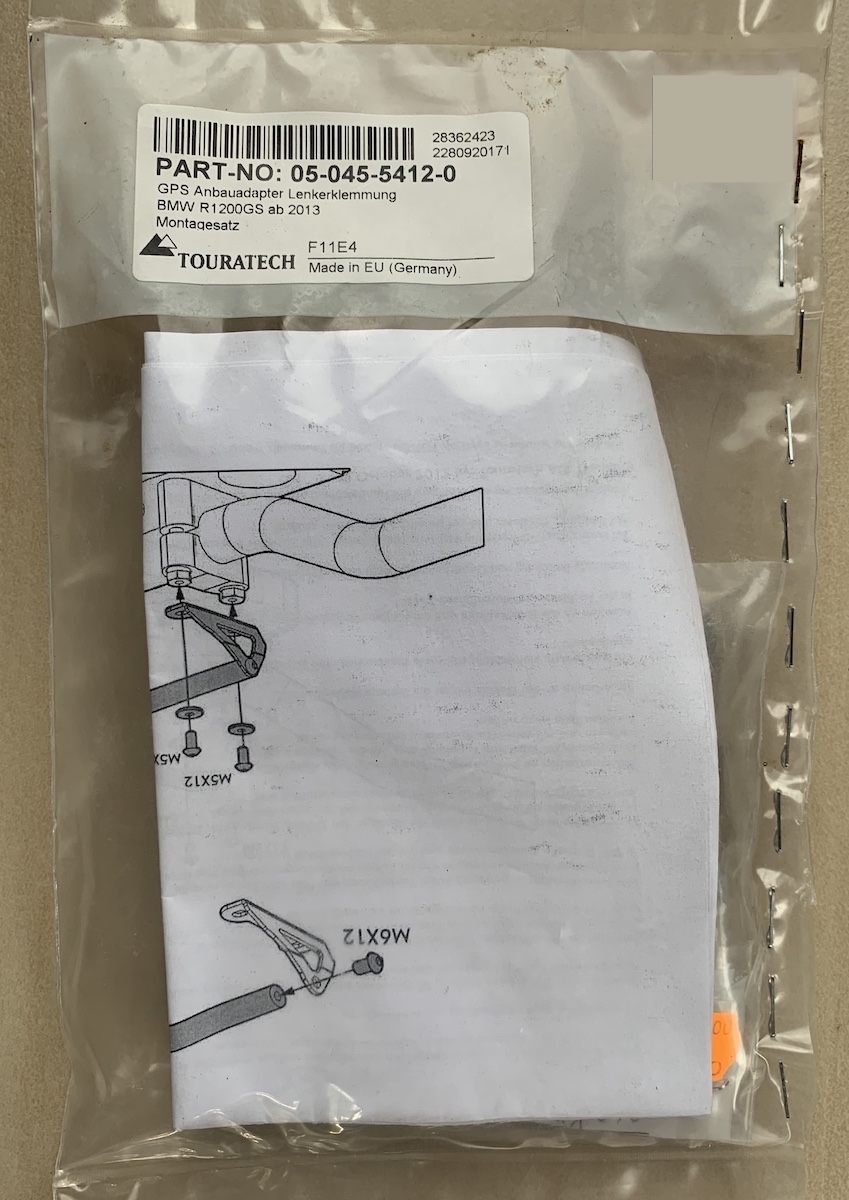 28362423
2280920171
PART-NO: 05-045-5412-0
GPS Anbauadapter Lenkerklemmung
BMW R1200GS ab 2013
Montagesatz
TOURATECH
F11E4
Made in EU (Germany)
M5X
M5X12
M6X12